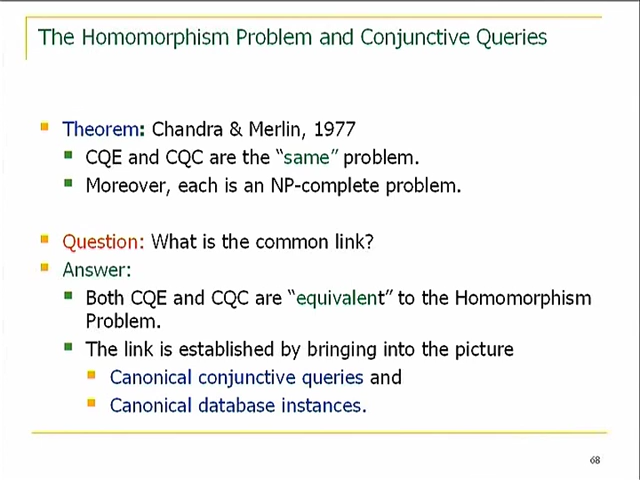 The Homomorphism Problem and Conjunctive Queries
Theorem: Chandra & Merlin, 1977
CQE and CQC are the “same” problem.
Moreover, each is an NP-complete problem.
Question: What is the common link?
Answer:
Both CQE and CQC are “equivalent” to the Homomorphism
Problem.
The link is established by bringing into the picture
Canonical conjunctive queries and
Canonical database instances.
68